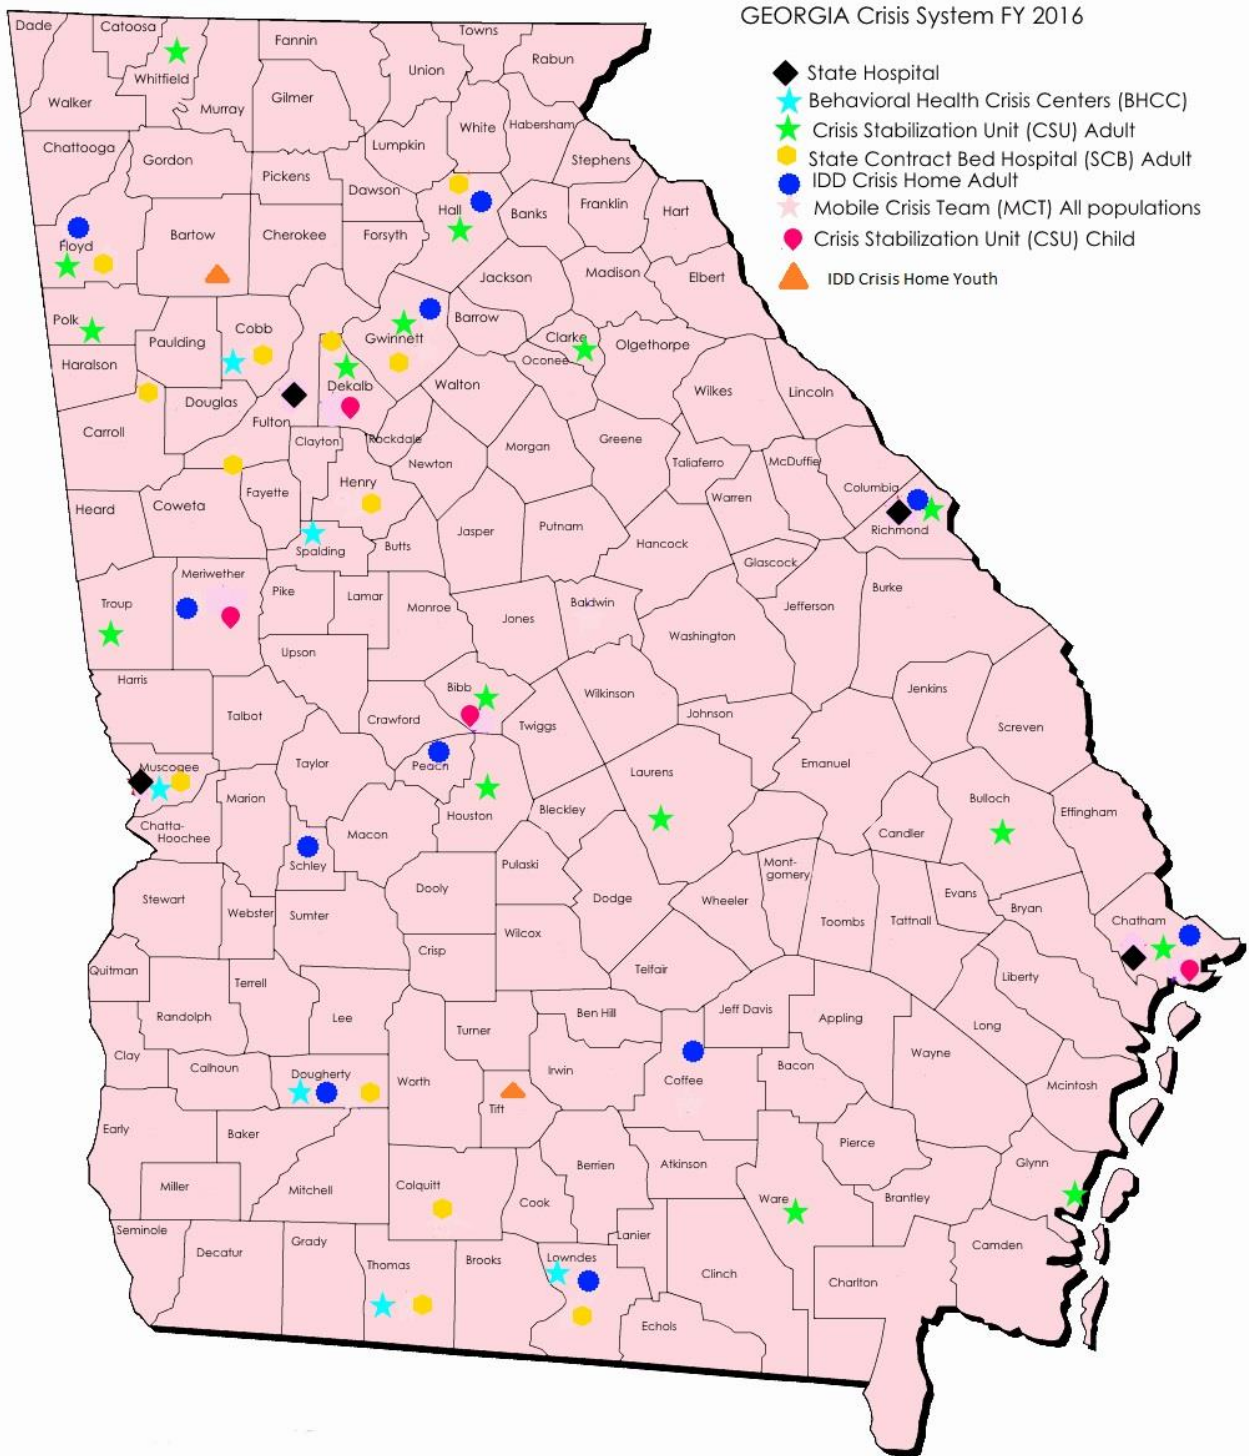 GEORGIA Crisis System FY 2016
State Hospital
Behavioral Health Crisis Centers (BHCC)
Crisis Stabilization Unit (CSU) Adult
State Contract Bed Hospital (SCB) Adult
IDD Crisis Home Adult
Mobile Crisis Team (MCT) All populations
Crisis Stabilization Unit (CSU) Child
IDD Crisis Home Youth
Dade
Catoosa
Fannin
Towns
Union
Rabun
Whitfield
Walker
Murray
Gilmer
White
Habersham
Chattooga
Gordon
Lumpkin
Stephens
Pickens
Dawson
Hall
Banks
Franklin
Hart
Floyd
Bartow
Cherokee
Forsyth
Jackson
Madison
Elbert
Polk
Cobb
Barrow
Paulding
Gwinnett
Clarke
Olgethorpe
Haralson
Oconee
Dekalb
Walton
Wilkes
Lincoln
Douglas
Fulton
Carroll
Clayton
Rockdale
Newton
Morgan
Greene
Taliaferro
McDuffie
Henry
Columbia
Heard
Coweta
Fayette
Warren
Jasper
Putnam
Richmond
Spalding
Butts
Hancock
Glascock
Meriwether
Troup
Pike
Lamar
Monroe
Jones
Baldwin
Jefferson
Burke
Washington
Upson
Harris
Bibb
Wilkinson
Jenkins
Talbot
Crawford
Twiggs
Johnson
Screven
Muscogee
Taylor
Peach
Laurens
Emanuel
Marion
Houston
Bleckley
Bulloch
Effingham
Chatta-
Hoochee
Macon
Candler
Schley
Pulaski
Mont-
gomery
Stewart
Webster
Sumter
Dooly
Dodge
Wheeler
Toombs
Tattnall
Evans
Bryan
Chatham
Crisp
Wilcox
Quitman
Terrell
Telfair
Liberty
Randolph
Lee
Turner
Ben Hill
Jeff Davis
Appling
Long
Clay
Calhoun
Dougherty
Worth
Irwin
Coffee
Bacon
Wayne
Mcintosh
Tift
Early
Baker
Pierce
Miller
Mitchell
Colquitt
Cook
Berrien
Atkinson
Ware
Brantley
Glynn
Seminole
Decatur
Grady
Thomas
Brooks
Lowndes
Lanier
Clinch
Charlton
Camden
Echols